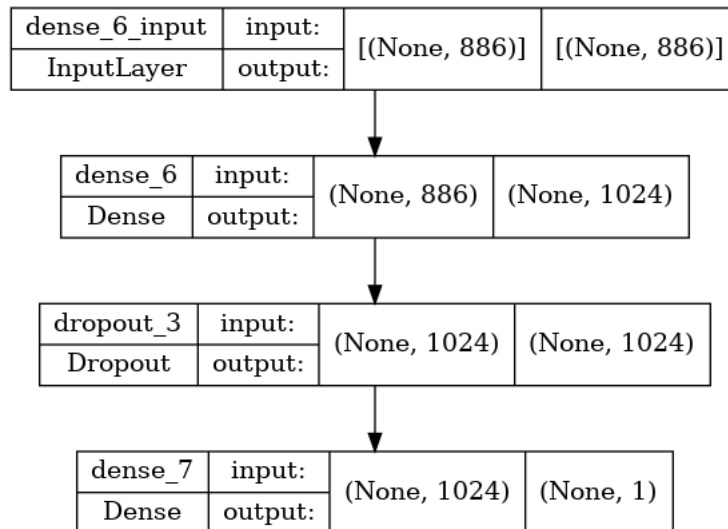 dense_6_input input: [(None, 886)] [(None, 886)]
InputLayer output:
dense_6 input: (None, 886) (None, 1024)
Dense output:
dropout_3 input: (None, 1024) (None, 1024)
Dropout output:
dense_7 input: (None, 1024) (None, 1)
Dense output: